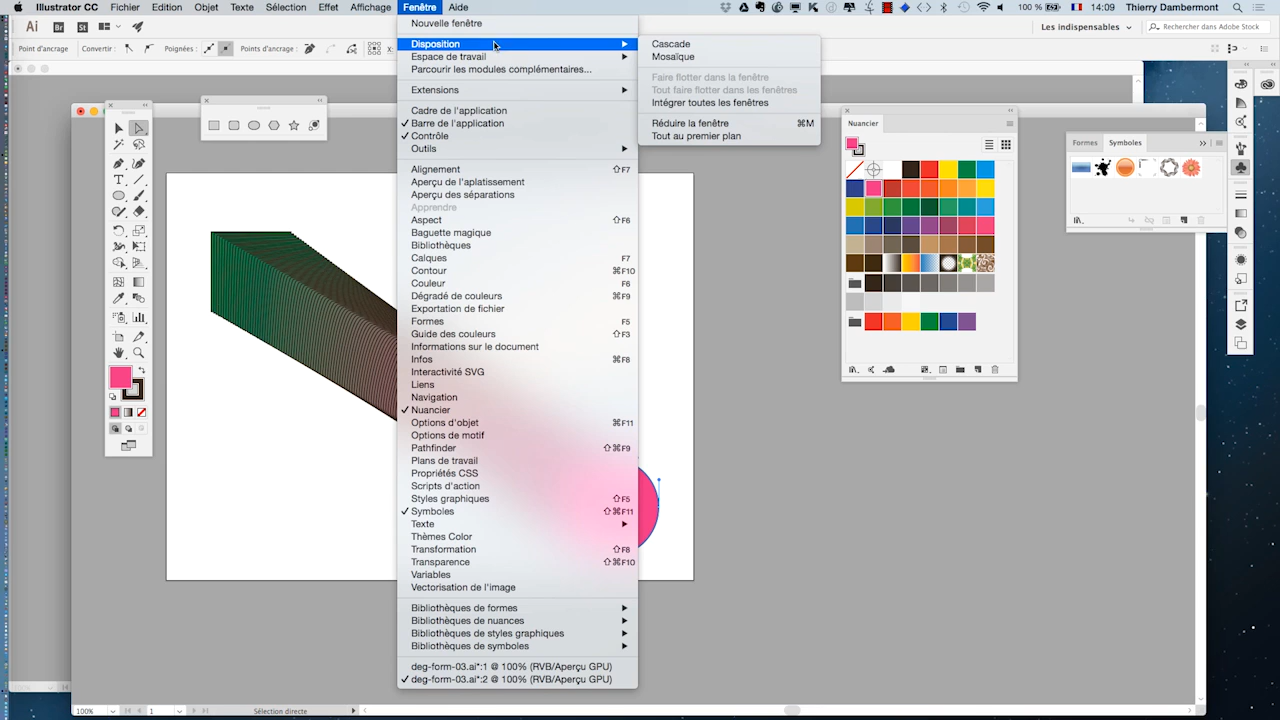 Illustrator CC Fichier Edition Objet Texte Sélection Effet Affichage Fenêtre Aide 100 % 14:09 Thierry Dambermont
Ai Br St Les indispensables Rechercher dans Adobe Stock
Point d'ancrage Convertir : Poignées : Points d'ancrage : X:
Nouvelle fenêtre
Disposition
Espace de travail
Parcourir les modules complémentaires...
Extensions
Cadre de l'application
✓ Barre de l'application
✓ Contrôle
Outils
Alignement ⇧F7
Aperçu de l'aplatissement
Aperçu des séparations
Apprendre
Aspect ⇧F6
Baguette magique
Bibliothèques
Calques F7
Contour ⌘F10
Couleur F6
Dégradé de couleurs ⌘F9
Exportation de fichier
Formes F5
Guide des couleurs ⇧F3
Informations sur le document
Infos ⌘F8
Interactivité SVG
Liens
Navigation
✓ Nuancier
Options d'objet ⌘F11
Options de motif
Pathfinder ⇧⌘F9
Plans de travail
Propriétés CSS
Scripts d'action
Styles graphiques ⇧F5
✓ Symboles ⇧⌘F11
Texte
Thèmes Color
Transformation ⇧F8
Transparence ⇧⌘F10
Variables
Vectorisation de l'image
Bibliothèques de formes
Bibliothèques de nuances
Bibliothèques de styles graphiques
Bibliothèques de symboles
deg-form-03.ai*:1 @ 100% (RVB/Aperçu GPU)
✓ deg-form-03.ai*:2 @ 100% (RVB/Aperçu GPU)
Cascade
Mosaïque
Faire flotter dans la fenêtre
Tout faire flotter dans les fenêtres
Intégrer toutes les fenêtres
Réduire la fenêtre ⌘M
Tout au premier plan
Nuancier
Formes Symboles
100% 1 Sélection directe